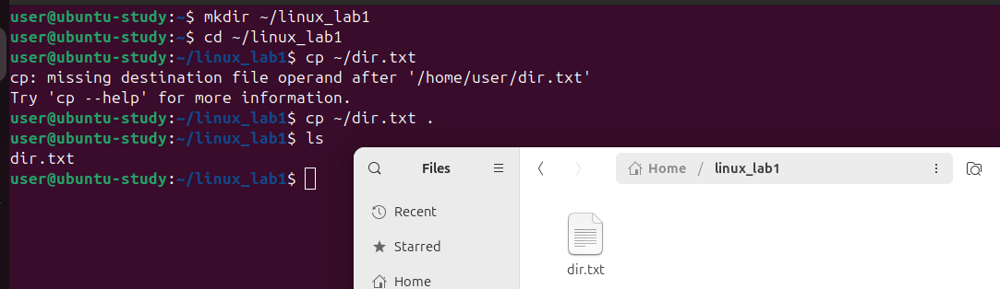 user@ubuntu-study:~$ mkdir ~/linux_lab1
user@ubuntu-study:~$ cd ~/linux_lab1
user@ubuntu-study:~/linux_lab1$ cp ~/dir.txt
cp: missing destination file operand after '/home/user/dir.txt'
Try 'cp --help' for more information.
user@ubuntu-study:~/linux_lab1$ cp ~/dir.txt .
user@ubuntu-study:~/linux_lab1$ ls
dir.txt
user@ubuntu-study:~/linux_lab1$
Files
Home / linux_lab1
Recent
Starred
Home
dir.txt